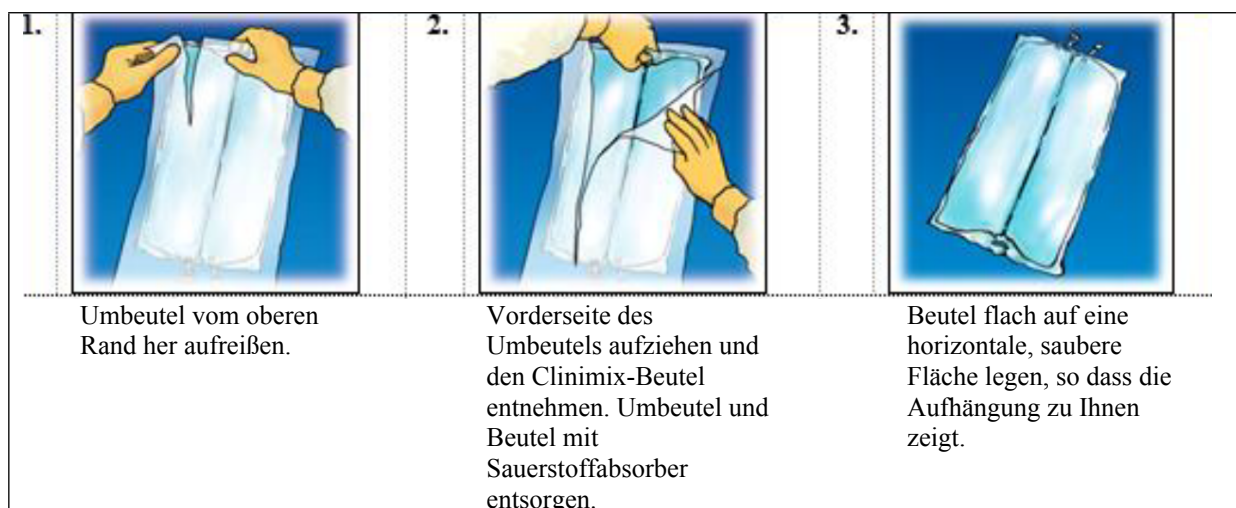 1.
Umbeutel vom oberen
Rand her aufreißen.
2.
Vorderseite des
Umbeutels aufziehen und
den Clinimix-Beutel
entnehmen. Umbeutel und
Beutel mit
Sauerstoffabsorber
entsorgen.
3.
Beutel flach auf eine
horizontale, saubere
Fläche legen, so dass die
Aufhängung zu Ihnen
zeigt.